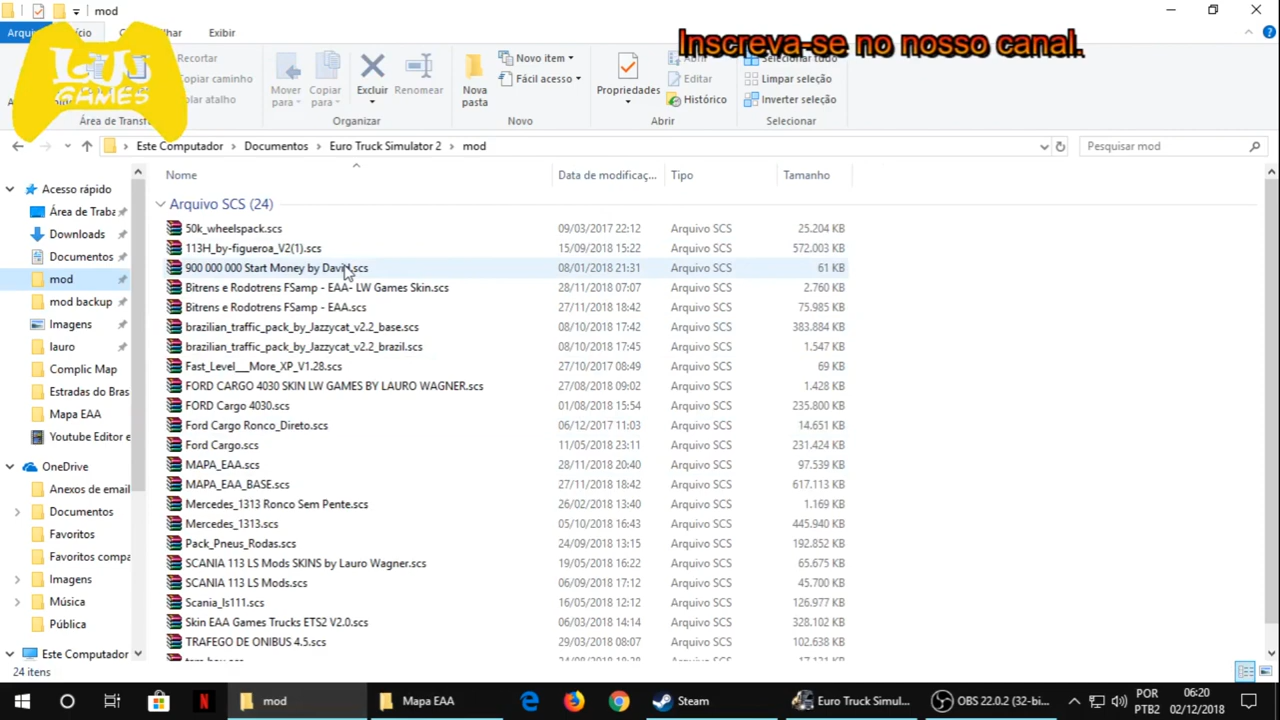 mod
Início
Exibir
Inscreva-se no nosso canal.
LW
GAMES
Recortar
Copiar caminho
Colar atalho
Mover para
Copiar para
Excluir
Renomear
Nova pasta
Novo item
Fácil acesso
Propriedades
Abrir
Editar
Histórico
Selecionar tudo
Limpar seleção
Inverter seleção
Organizar
Novo
Abrir
Selecionar
Este Computador > Documentos > Euro Truck Simulator 2 > mod
Pesquisar mod
Nome Data de modificaç... Tipo Tamanho
Arquivo SCS (24)
50k_wheelspack.scs 09/03/2017 22:12 Arquivo SCS 25.204 KB
113H_by-figueroa_V2(1).scs 15/09/2018 15:22 Arquivo SCS 572.003 KB
900 000 000 Start Money by David.scs 08/01/2018 21:31 Arquivo SCS 61 KB
Bitrens e Rodotrens FSamp - EAA- LW Games Skin.scs 28/11/2018 07:07 Arquivo SCS 2.760 KB
Bitrens e Rodotrens FSamp - EAA.scs 27/11/2018 18:42 Arquivo SCS 75.985 KB
brazilian_traffic_pack_by_Jazzycat_v2.2_base.scs 08/10/2018 17:42 Arquivo SCS 383.884 KB
brazilian_traffic_pack_by_Jazzycat_v2.2_brazil.scs 08/10/2018 17:45 Arquivo SCS 1.547 KB
Fast_Level__More_XP_V1.28.scs 27/10/2017 08:49 Arquivo SCS 69 KB
FORD CARGO 4030 SKIN LW GAMES BY LAURO WAGNER.scs 27/08/2018 09:02 Arquivo SCS 1.428 KB
FORD Cargo 4030.scs 01/08/2018 15:54 Arquivo SCS 235.800 KB
Ford Cargo Ronco_Direto.scs 06/12/2017 11:03 Arquivo SCS 14.651 KB
Ford Cargo.scs 11/05/2018 23:11 Arquivo SCS 231.424 KB
MAPA_EAA.scs 28/11/2018 20:40 Arquivo SCS 97.539 KB
MAPA_EAA_BASE.scs 27/11/2018 18:42 Arquivo SCS 617.113 KB
Mercedes_1313 Ronco Sem Pente.scs 26/02/2018 13:40 Arquivo SCS 1.169 KB
Mercedes_1313.scs 05/10/2018 16:43 Arquivo SCS 445.940 KB
Pack_Pneus_Rodas.scs 24/09/2018 13:15 Arquivo SCS 192.852 KB
SCANIA 113 LS Mods SKINS by Lauro Wagner.scs 19/05/2018 16:22 Arquivo SCS 65.675 KB
SCANIA 113 LS Mods.scs 06/09/2018 17:12 Arquivo SCS 45.700 KB
Scania_ls111.scs 16/05/2018 12:12 Arquivo SCS 126.977 KB
Skin EAA Games Trucks ETS2 V2.0.scs 06/03/2018 14:14 Arquivo SCS 328.102 KB
TRAFEGO DE ONIBUS 4.5.scs 29/03/2018 08:07 Arquivo SCS 102.638 KB
Acesso rápido
Área de Traba
Downloads
Documentos
mod
mod backup
Imagens
lauro
Complic Map
Estradas do Bras
Mapa EAA
Youtube Editor e
OneDrive
Anexos de email
Documentos
Favoritos
Favoritos compa
Imagens
Música
Pública
Este Computador
24 itens
mod
Mapa EAA
Steam
Euro Truck Simul...
OBS 22.0.2 (32-bi...
POR
PTB2
06:20
02/12/2018